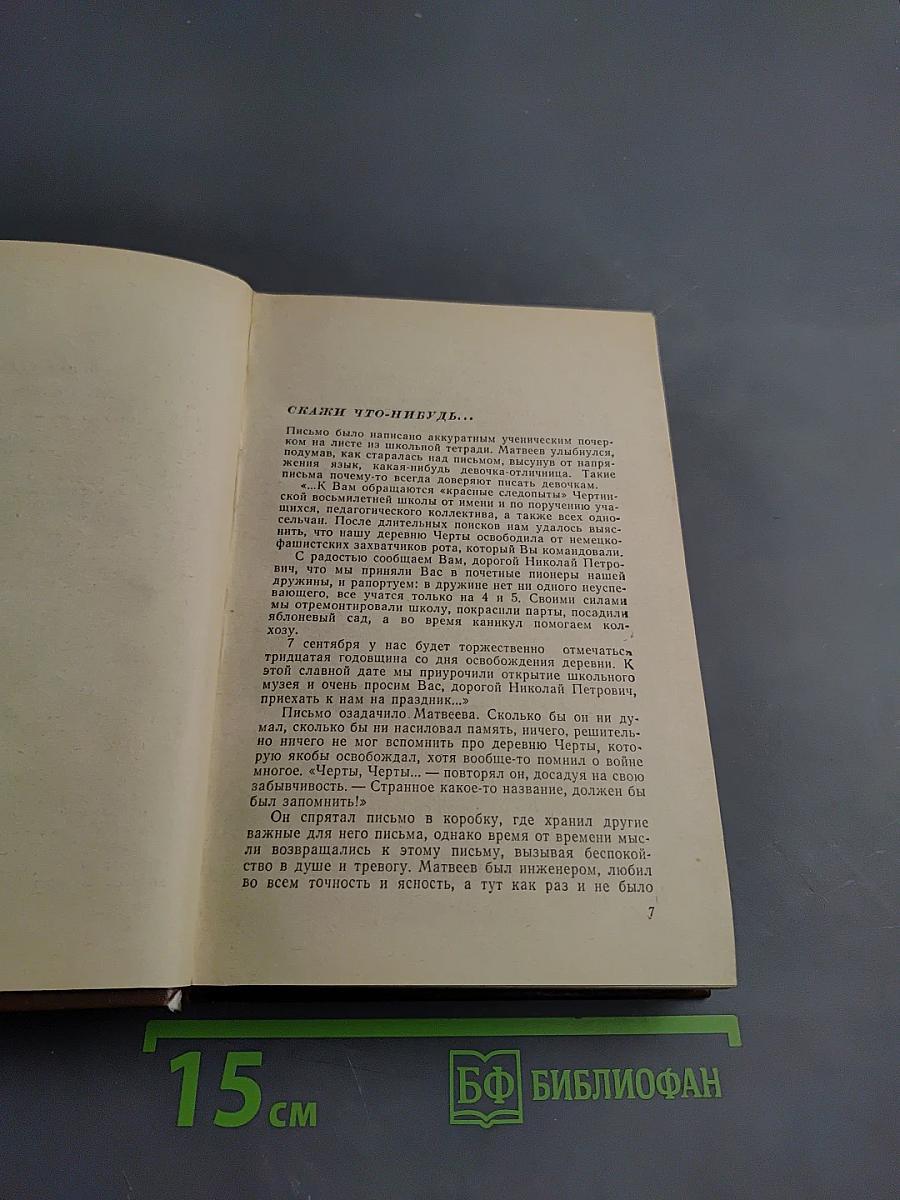 СКАЖИ ЧТО-НИБУДЬ...
Письмо было написано аккуратным ученическим почер-
ком на листе из школьной тетради. Матвеев улыбнулся,
подумав, как старалась над письмом, высунув от напря-
жения язык, какая-нибудь девочка-отличница. Такие
письма почему-то всегда доверяют писать девочкам.
«...К Вам обращаются «красные следопыты» Чертин-
ской восьмилетней школы от имени и по поручению уча-
щихся, педагогического коллектива, а также всех одно-
сельчан. После длительных поисков нам удалось выяс-
нить, что нашу деревню Черты освободила от немецко-
фашистских захватчиков рота, который Вы командовали.
С радостью сообщаем Вам, дорогой Николай Петро-
вич, что мы приняли Вас в почетные пионеры нашей
дружины, и рапортуем: в дружине нет ни одного неуспе-
вающего, все учатся только на 4 и 5. Своими силами
мы отремонтировали школу, покрасили парты, посадили
яблоневый сад, а во время каникул помогаем кол-
хозу.
7 сентября у нас будет торжественно отмечаться
тридцатая годовщина со дня освобождения деревни. К
этой славной дате мы приурочили открытие школьного
музея и очень просим Вас, дорогой Николай Петрович,
приехать к нам на праздник...»
Письмо озадачило Матвеева. Сколько бы он ни ду-
мал, сколько бы ни насиловал память, ничего, решитель-
но ничего не мог вспомнить про деревню Черты, кото-
рую якобы освобождал, хотя вообще-то помнил о войне
многое. «Черты, Черты... — повторял он, досадуя на свою
забывчивость. — Странное какое-то название, должен бы
был запомнить!»
Он спрятал письмо в коробку, где хранил другие
важные для него письма, однако время от времени мыс-
ли возвращались к этому письму, вызывая беспокой-
ство в душе и тревогу. Матвеев был инженером, любил
во всем точность и ясность, а тут как раз и не было
7
15 см
БФ БИБЛИОФАН